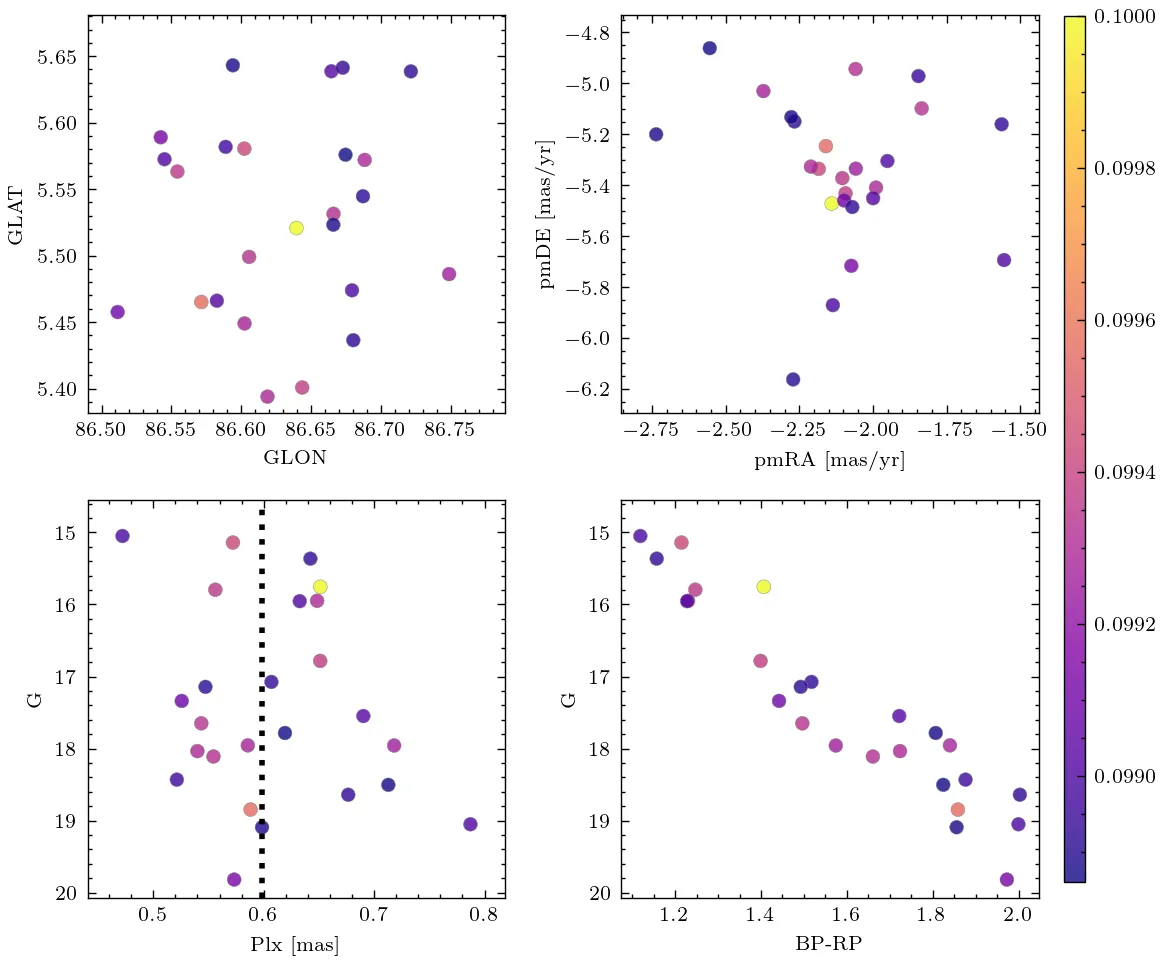 5.65
5.60
5.55
5.50
5.45
5.40
GLAT
86.50 86.55 86.60 86.65 86.70 86.75
GLON
−4.8
−5.0
−5.2
−5.4
−5.6
−5.8
−6.0
−6.2
pmDE [mas/yr]
−2.75 −2.50 −2.25 −2.00 −1.75 −1.50
pmRA [mas/yr]
0.1000
0.0998
0.0996
0.0994
0.0992
0.0990
15
16
17
18
19
20
G
0.5 0.6 0.7 0.8
Plx [mas]
15
16
17
18
19
20
G
1.2 1.4 1.6 1.8 2.0
BP-RP